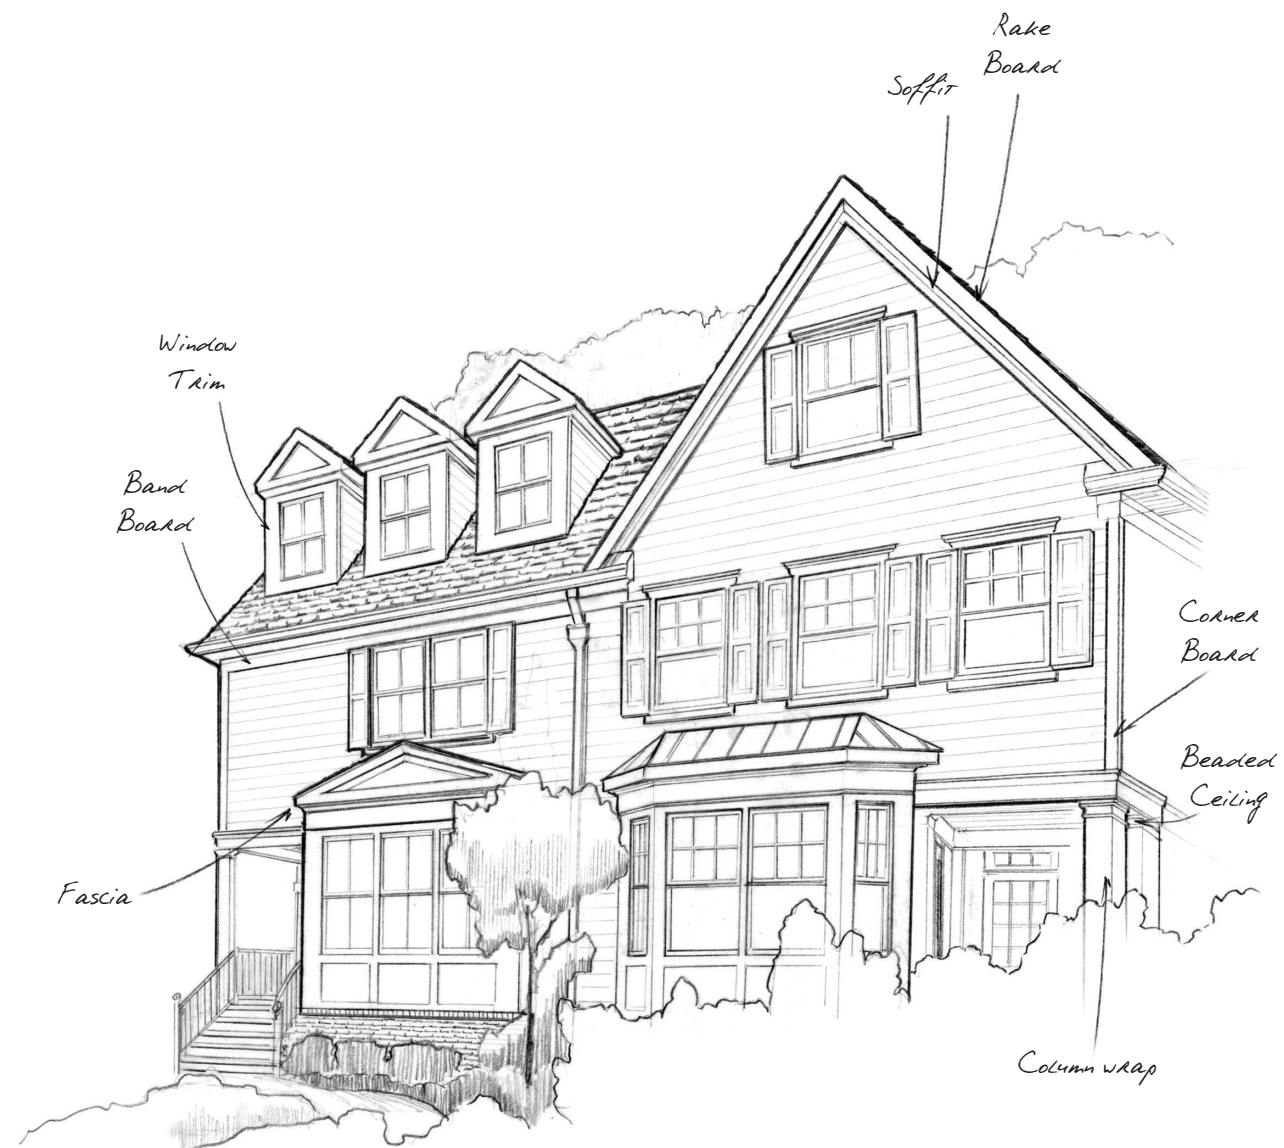 Rake
Board
Soffit
Window
Trim
Band
Board
Corner
Board
Beaded
Ceiling
Fascia
Column wrap